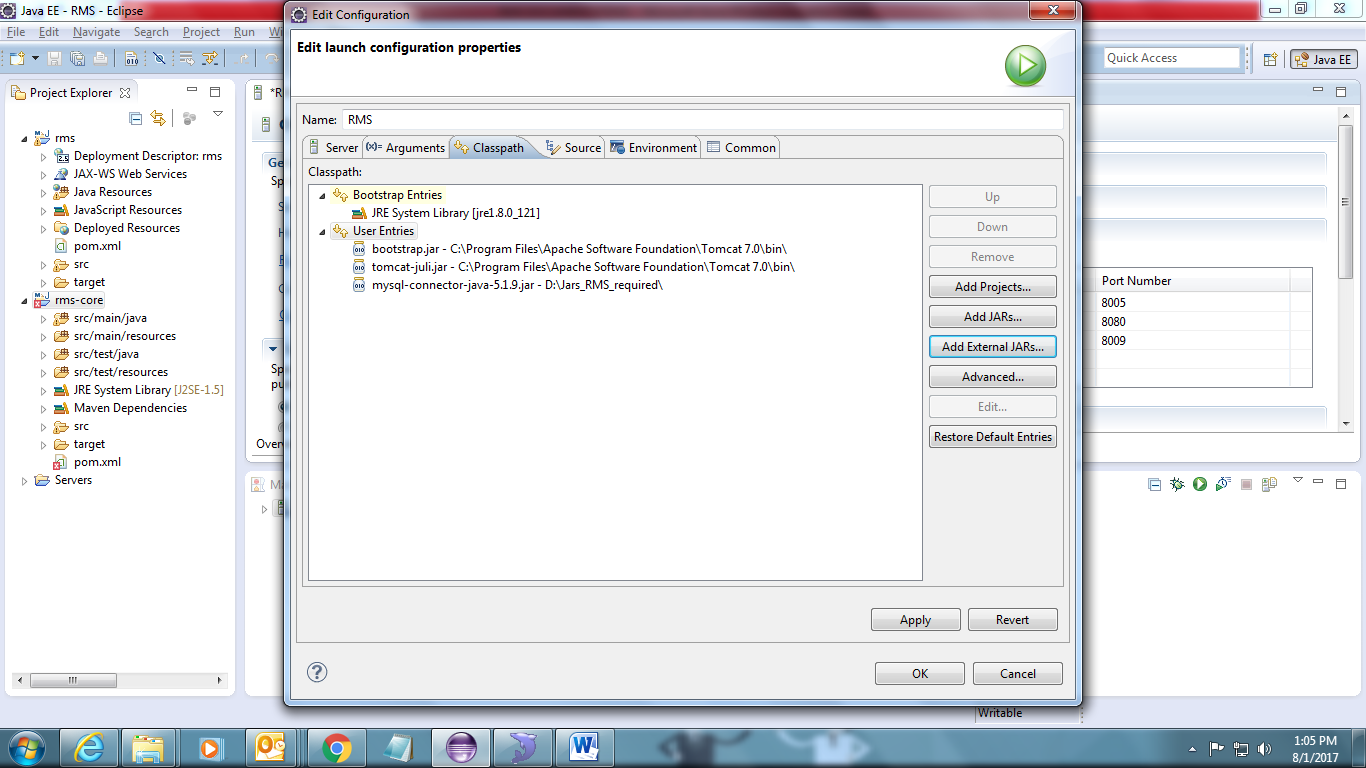 Java EE - RMS - Eclipse
File Edit Navigate Search Project Run
Quick Access
Java EE
Project Explorer
rms
Deployment Descriptor: rms
JAX-WS Web Services
Java Resources
JavaScript Resources
Deployed Resources
pom.xml
src
target
rms-core
src/main/java
src/main/resources
src/test/java
src/test/resources
JRE System Library [J2SE-1.5]
Maven Dependencies
src
target
pom.xml
Servers
Edit Configuration
Edit launch configuration properties
Name: RMS
Server Arguments Classpath Source Environment Common
Classpath:
Bootstrap Entries
JRE System Library [jre1.8.0_121]
User Entries
bootstrap.jar - C:\Program Files\Apache Software Foundation\Tomcat 7.0\bin\
tomcat-juli.jar - C:\Program Files\Apache Software Foundation\Tomcat 7.0\bin\
mysql-connector-java-5.1.9.jar - D:\Jars_RMS_required\
Up
Down
Remove
Add Projects...
Add JARs...
Add External JARs...
Advanced...
Edit...
Restore Default Entries
Apply Revert
OK Cancel
Port Number
8005
8080
8009
Writable
1:05 PM
8/1/2017